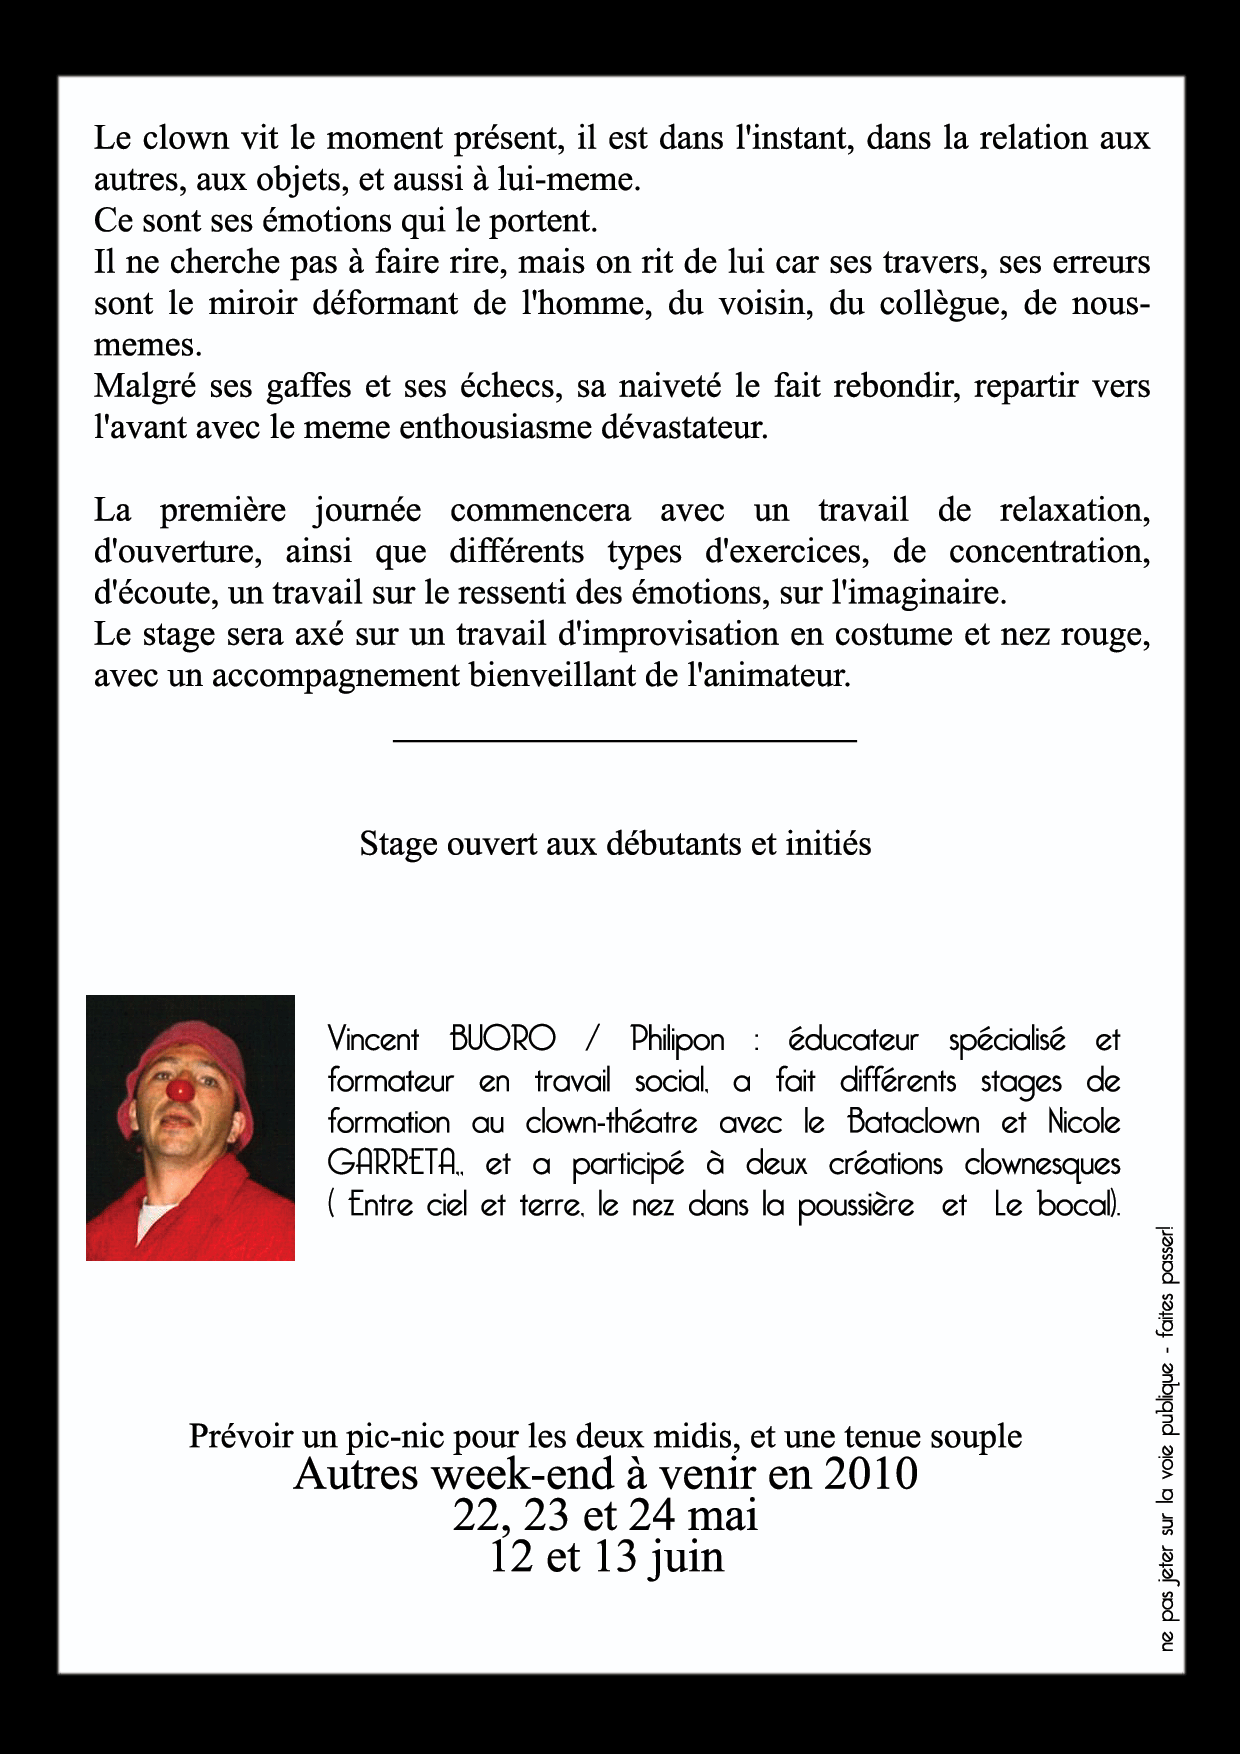 Le clown vit le moment présent, il est dans l'instant, dans la relation aux
autres, aux objets, et aussi à lui-meme.
Ce sont ses émotions qui le portent.
Il ne cherche pas à faire rire, mais on rit de lui car ses travers, ses erreurs
sont le miroir déformant de l'homme, du voisin, du collègue, de nous-
memes.
Malgré ses gaffes et ses échecs, sa naiveté le fait rebondir, repartir vers
l'avant avec le meme enthousiasme dévastateur.
La première journée commencera avec un travail de relaxation,
d'ouverture, ainsi que différents types d'exercices, de concentration,
d'écoute, un travail sur le ressenti des émotions, sur l'imaginaire.
Le stage sera axé sur un travail d'improvisation en costume et nez rouge,
avec un accompagnement bienveillant de l'animateur.
Stage ouvert aux débutants et initiés
Vincent BUORO / Philipon : éducateur spécialisé et
formateur en travail social, a fait différents stages de
formation au clown-théatre avec le Bataclown et Nicole
GARRETA,, et a participé à deux créations clownesques
( Entre ciel et terre, le nez dans la poussière et Le bocal).
Prévoir un pic-nic pour les deux midis, et une tenue souple
Autres week-end à venir en 2010
22, 23 et 24 mai
12 et 13 juin
ne pas jeter sur la voie publique - faites passer!